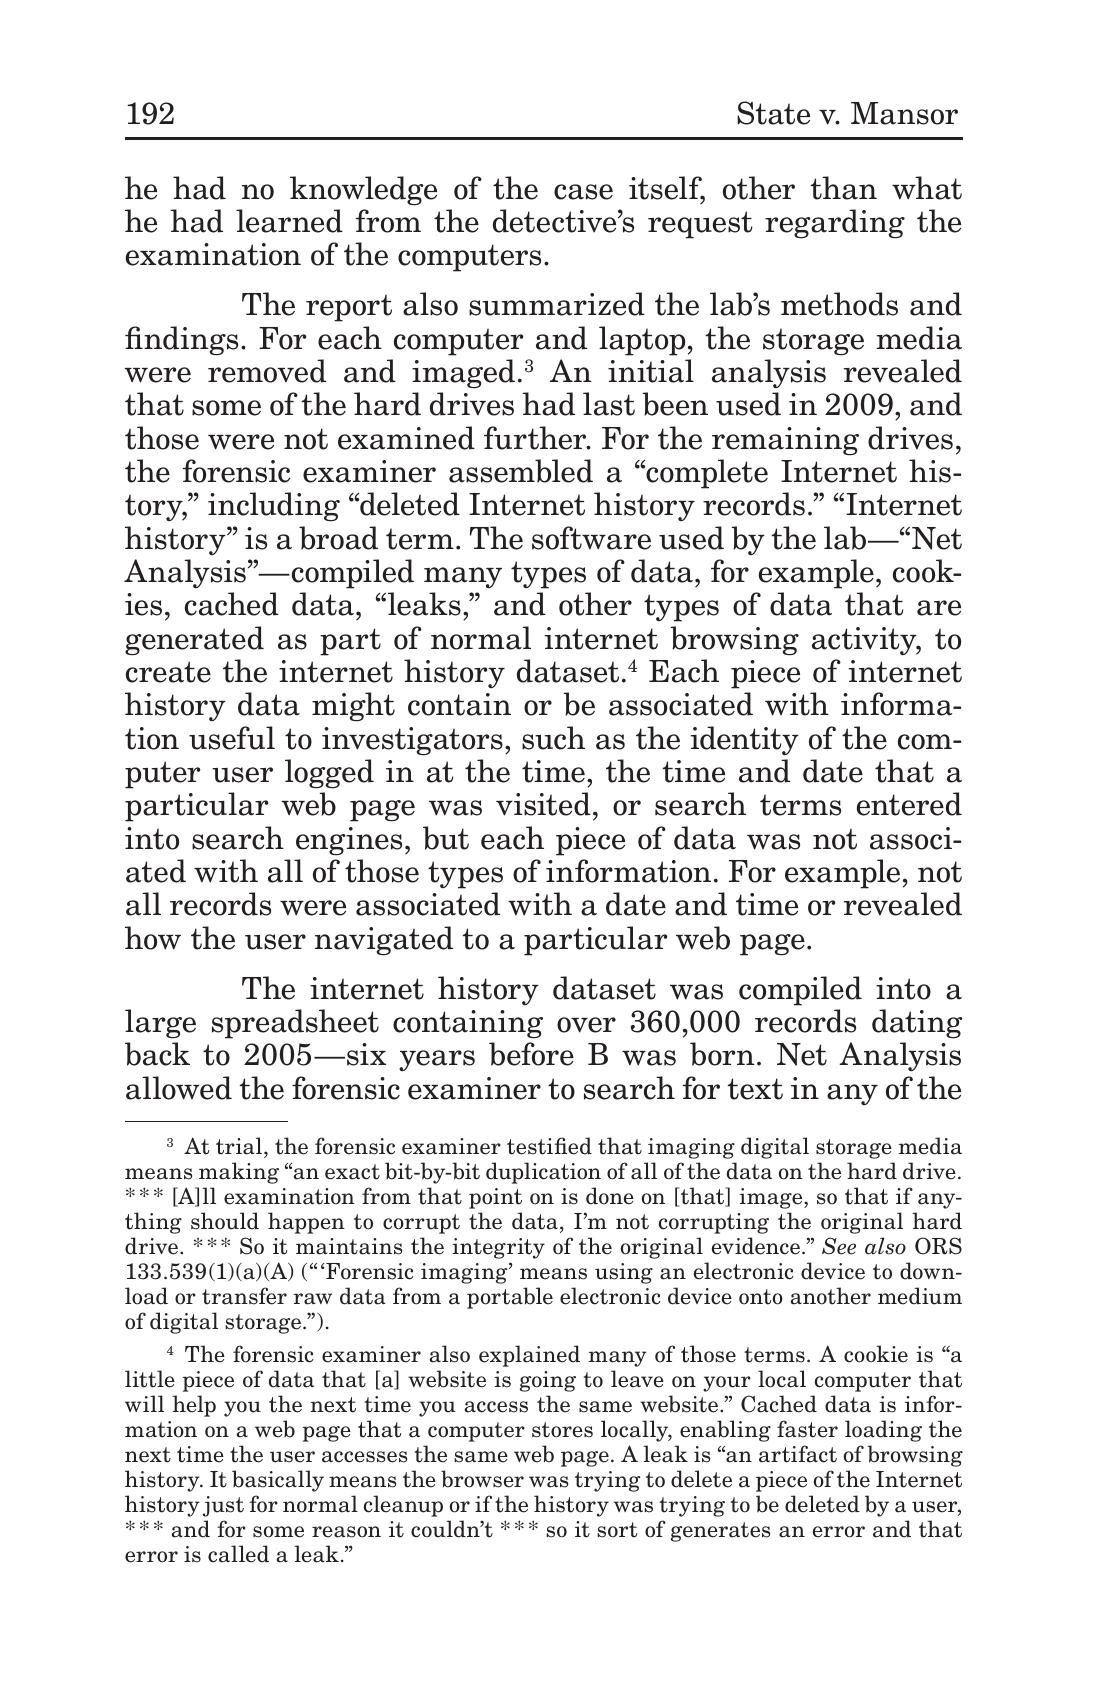 192 State v. Mansor
he had no knowledge of the case itself, other than what
he had learned from the detective’s request regarding the
examination of the computers.
The report also summarized the lab’s methods and
findings. For each computer and laptop, the storage media
were removed and imaged.³ An initial analysis revealed
that some of the hard drives had last been used in 2009, and
those were not examined further. For the remaining drives,
the forensic examiner assembled a “complete Internet his-
tory,” including “deleted Internet history records.” “Internet
history” is a broad term. The software used by the lab—“Net
Analysis”—compiled many types of data, for example, cook-
ies, cached data, “leaks,” and other types of data that are
generated as part of normal internet browsing activity, to
create the internet history dataset.⁴ Each piece of internet
history data might contain or be associated with informa-
tion useful to investigators, such as the identity of the com-
puter user logged in at the time, the time and date that a
particular web page was visited, or search terms entered
into search engines, but each piece of data was not associ-
ated with all of those types of information. For example, not
all records were associated with a date and time or revealed
how the user navigated to a particular web page.
The internet history dataset was compiled into a
large spreadsheet containing over 360,000 records dating
back to 2005—six years before B was born. Net Analysis
allowed the forensic examiner to search for text in any of the
³ At trial, the forensic examiner testified that imaging digital storage media
means making “an exact bit-by-bit duplication of all of the data on the hard drive.
* * * [A]ll examination from that point on is done on [that] image, so that if any-
thing should happen to corrupt the data, I’m not corrupting the original hard
drive. * * * So it maintains the integrity of the original evidence.” See also ORS
133.539(1)(a)(A) (“‘Forensic imaging’ means using an electronic device to down-
load or transfer raw data from a portable electronic device onto another medium
of digital storage.”).
⁴ The forensic examiner also explained many of those terms. A cookie is “a
little piece of data that [a] website is going to leave on your local computer that
will help you the next time you access the same website.” Cached data is infor-
mation on a web page that a computer stores locally, enabling faster loading the
next time the user accesses the same web page. A leak is “an artifact of browsing
history. It basically means the browser was trying to delete a piece of the Internet
history just for normal cleanup or if the history was trying to be deleted by a user,
* * * and for some reason it couldn’t * * * so it sort of generates an error and that
error is called a leak.”